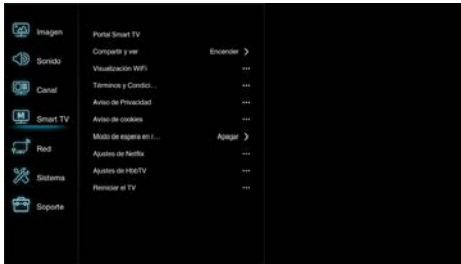 Imagen
Sonido
Canal
Smart TV
Red
Sistema
Soporte
Portal Smart TV
Compartir y ver Encender >
Visualización WiFi ...
Términos y Condici... ...
Aviso de Privacidad ...
Aviso de cookies ...
Modo de espera en r... Apagar >
Ajustes de Netflix ...
Ajustes de HbbTV ...
Reiniciar el TV ...